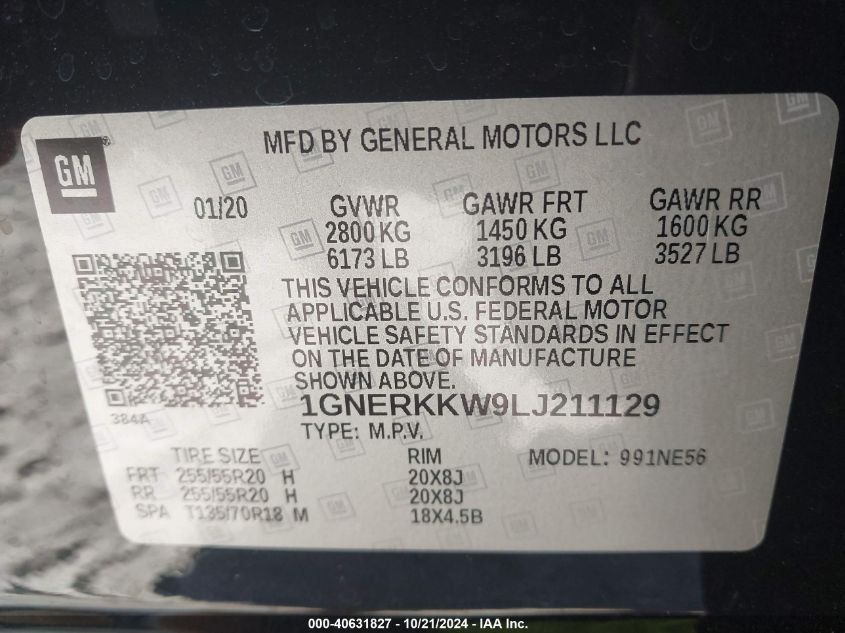 GM
MFD BY GENERAL MOTORS LLC
01/20 GVWR GAWR FRT GAWR RR
2800 KG 1450 KG 1600 KG
6173 LB 3196 LB 3527 LB
THIS VEHICLE CONFORMS TO ALL
APPLICABLE U.S. FEDERAL MOTOR
VEHICLE SAFETY STANDARDS IN EFFECT
ON THE DATE OF MANUFACTURE
SHOWN ABOVE.
384A
1GNERKKW9LJ211129
TYPE: M.P.V.
TIRE SIZE RIM MODEL: 991NE56
FRT 255/55R20 H 20X8J
RR 255/55R20 H 20X8J
SPA T135/70R18 M 18X4.5B
000-40631827 - 10/21/2024 - IAA Inc.